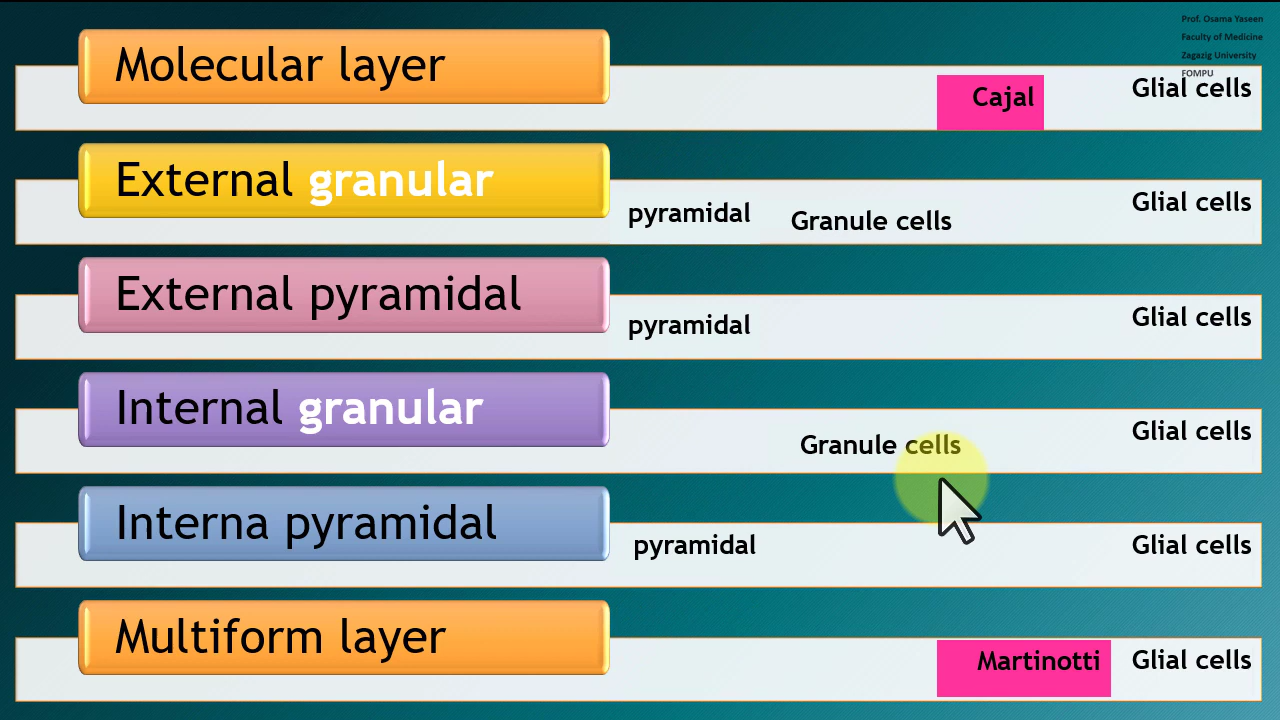 Prof. Osama Yaseen
Faculty of Medicine
Zagazig University
FOMPU
Molecular layer
Cajal
Glial cells
External granular
pyramidal
Granule cells
Glial cells
External pyramidal
pyramidal
Glial cells
Internal granular
Granule cells
Glial cells
Interna pyramidal
pyramidal
Glial cells
Multiform layer
Martinotti
Glial cells